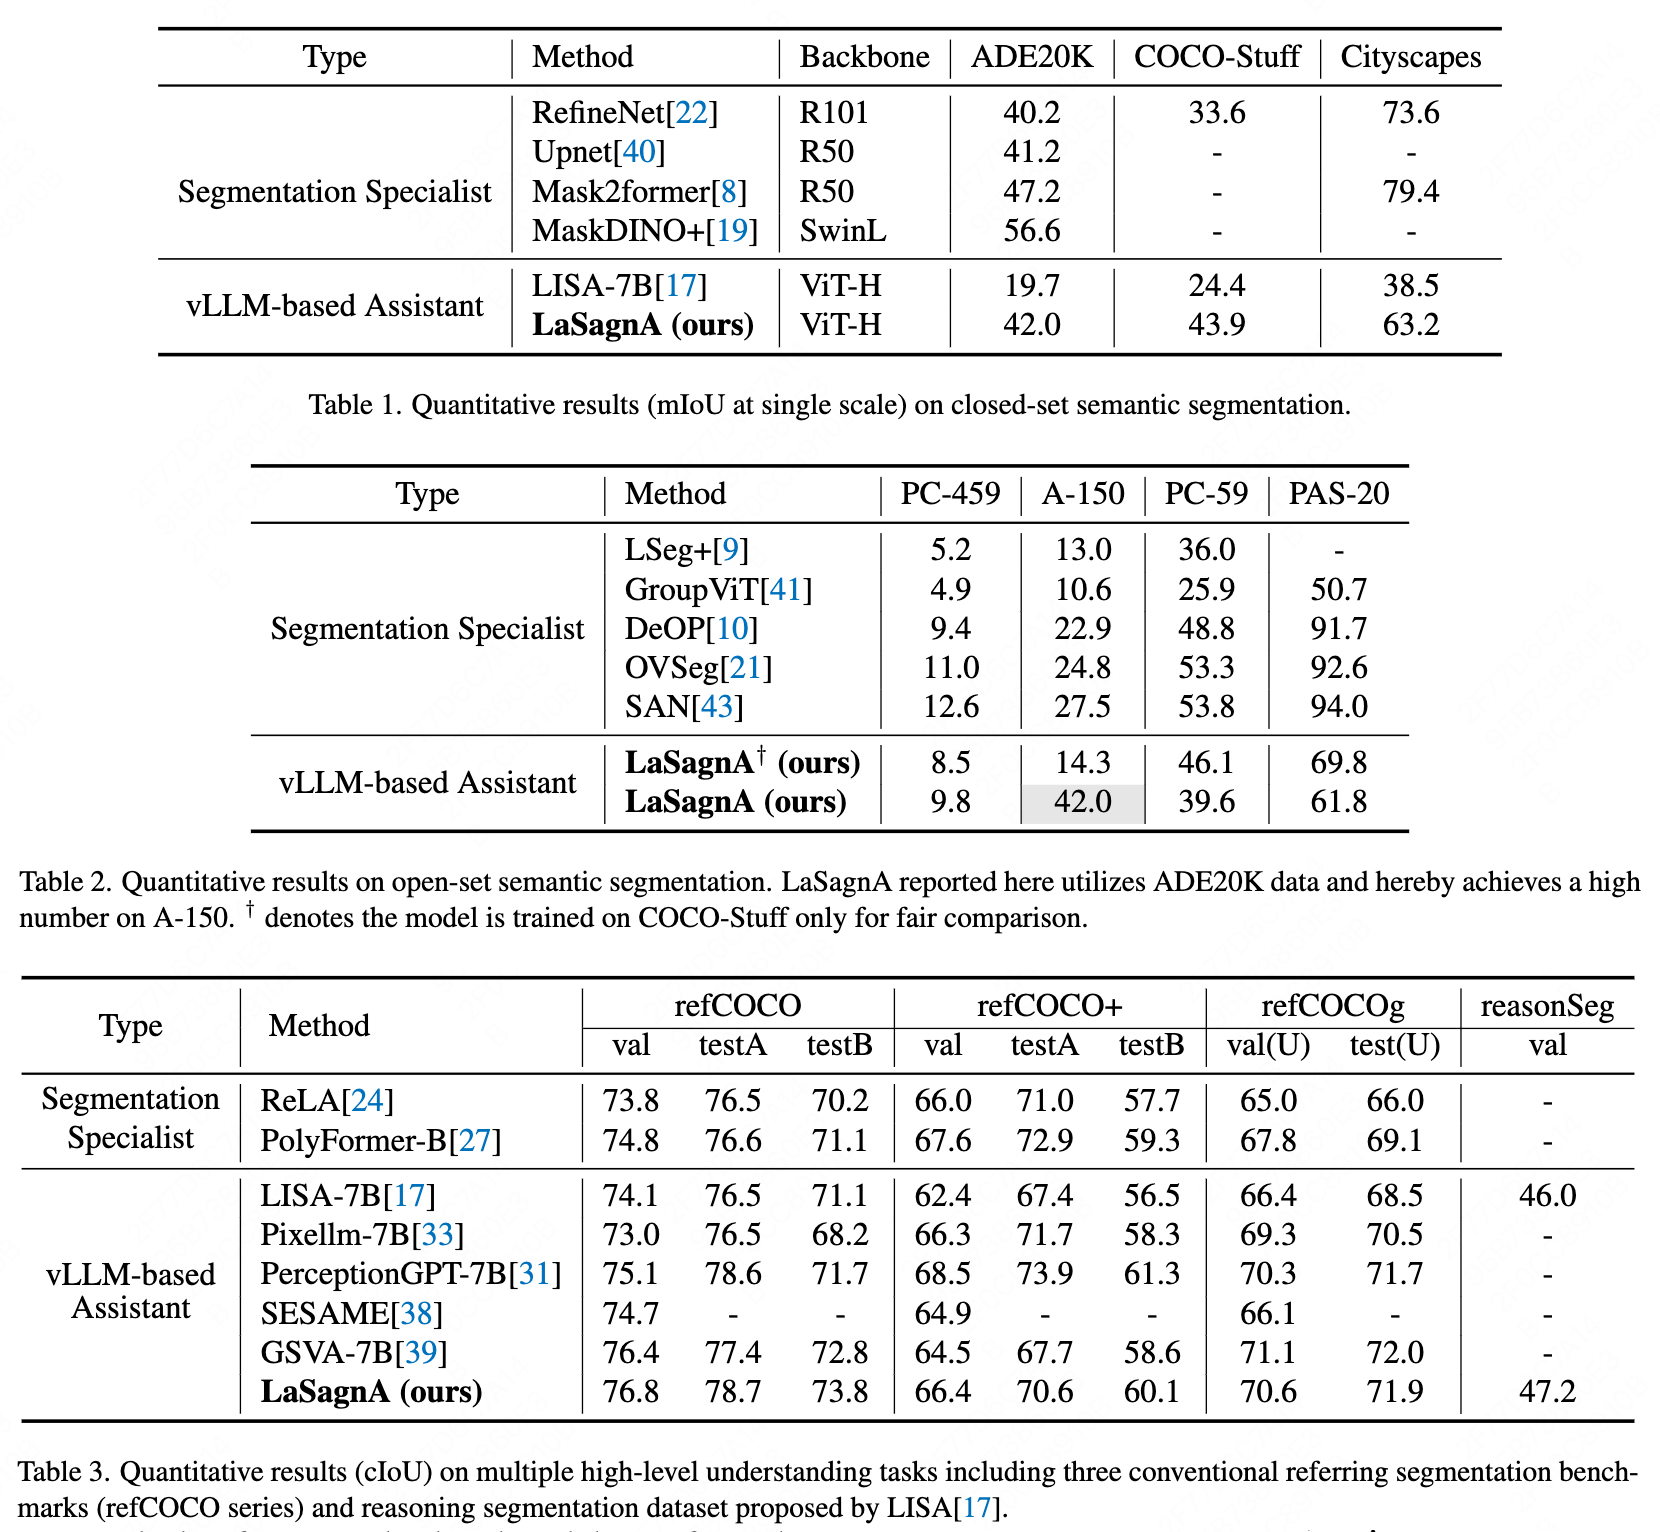 Type Method Backbone ADE20K COCO-Stuff Cityscapes
RefineNet[22] R101 40.2 33.6 73.6
Upnet[40] R50 41.2 - -
Segmentation Specialist Mask2former[8] R50 47.2 - 79.4
MaskDINO+[19] SwinL 56.6 - -
LISA-7B[17] ViT-H 19.7 24.4 38.5
vLLM-based Assistant
LaSagnA (ours) ViT-H 42.0 43.9 63.2
Table 1. Quantitative results (mIoU at single scale) on closed-set semantic segmentation.
Type Method PC-459 A-150 PC-59 PAS-20
LSeg+[9] 5.2 13.0 36.0 -
GroupViT[41] 4.9 10.6 25.9 50.7
Segmentation Specialist DeOP[10] 9.4 22.9 48.8 91.7
OVSeg[21] 11.0 24.8 53.3 92.6
SAN[43] 12.6 27.5 53.8 94.0
LaSagnA† (ours) 8.5 14.3 46.1 69.8
vLLM-based Assistant
LaSagnA (ours) 9.8 42.0 39.6 61.8
Table 2. Quantitative results on open-set semantic segmentation. LaSagnA reported here utilizes ADE20K data and hereby achieves a high
number on A-150. † denotes the model is trained on COCO-Stuff only for fair comparison.
Type Method refCOCO refCOCO+ refCOCOg reasonSeg
val testA testB val testA testB val(U) test(U) val
Segmentation ReLA[24] 73.8 76.5 70.2 66.0 71.0 57.7 65.0 66.0 -
Specialist PolyFormer-B[27] 74.8 76.6 71.1 67.6 72.9 59.3 67.8 69.1 -
LISA-7B[17] 74.1 76.5 71.1 62.4 67.4 56.5 66.4 68.5 46.0
Pixellm-7B[33] 73.0 76.5 68.2 66.3 71.7 58.3 69.3 70.5 -
vLLM-based PerceptionGPT-7B[31] 75.1 78.6 71.7 68.5 73.9 61.3 70.3 71.7 -
Assistant SESAME[38] 74.7 - - 64.9 - - 66.1 - -
GSVA-7B[39] 76.4 77.4 72.8 64.5 67.7 58.6 71.1 72.0 -
LaSagnA (ours) 76.8 78.7 73.8 66.4 70.6 60.1 70.6 71.9 47.2
Table 3. Quantitative results (cIoU) on multiple high-level understanding tasks including three conventional referring segmentation bench-
marks (refCOCO series) and reasoning segmentation dataset proposed by LISA[17].